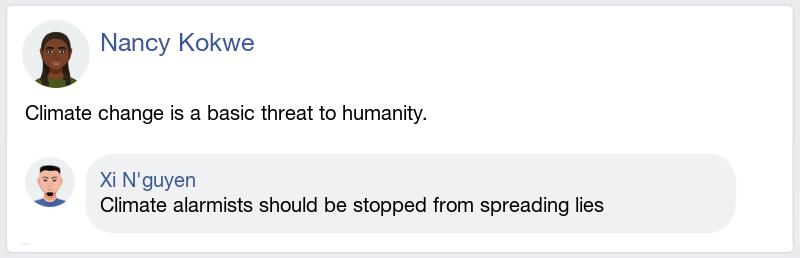 Nancy Kokwe
Climate change is a basic threat to humanity.
Xi N'guyen
Climate alarmists should be stopped from spreading lies